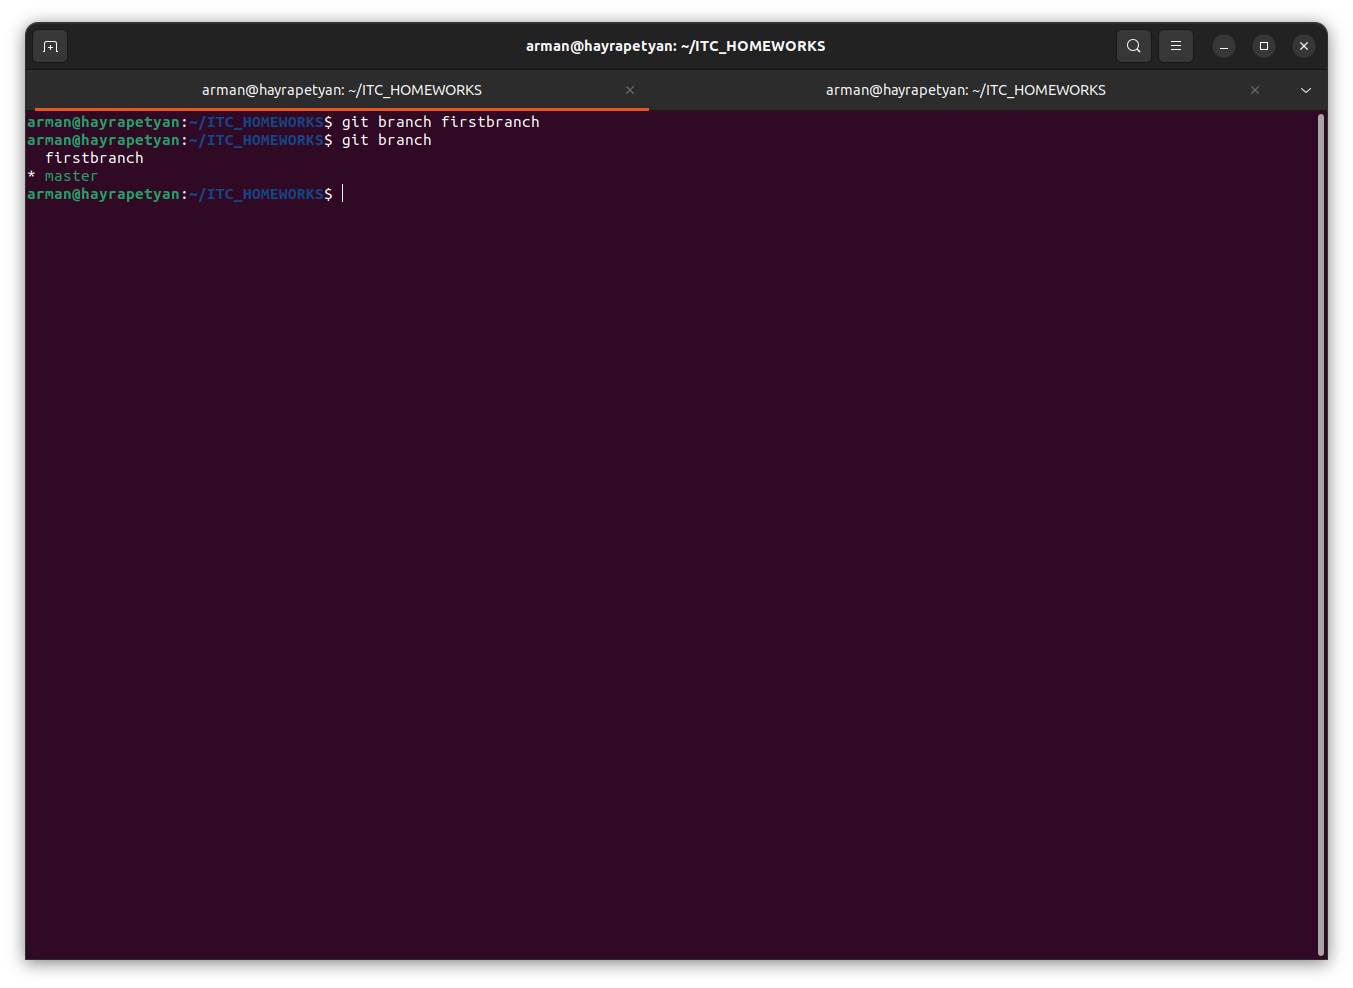 arman@hayrapetyan: ~/ITC_HOMEWORKS
arman@hayrapetyan: ~/ITC_HOMEWORKS
arman@hayrapetyan: ~/ITC_HOMEWORKS
arman@hayrapetyan:~/ITC_HOMEWORKS$ git branch firstbranch
arman@hayrapetyan:~/ITC_HOMEWORKS$ git branch
  firstbranch
* master
arman@hayrapetyan:~/ITC_HOMEWORKS$